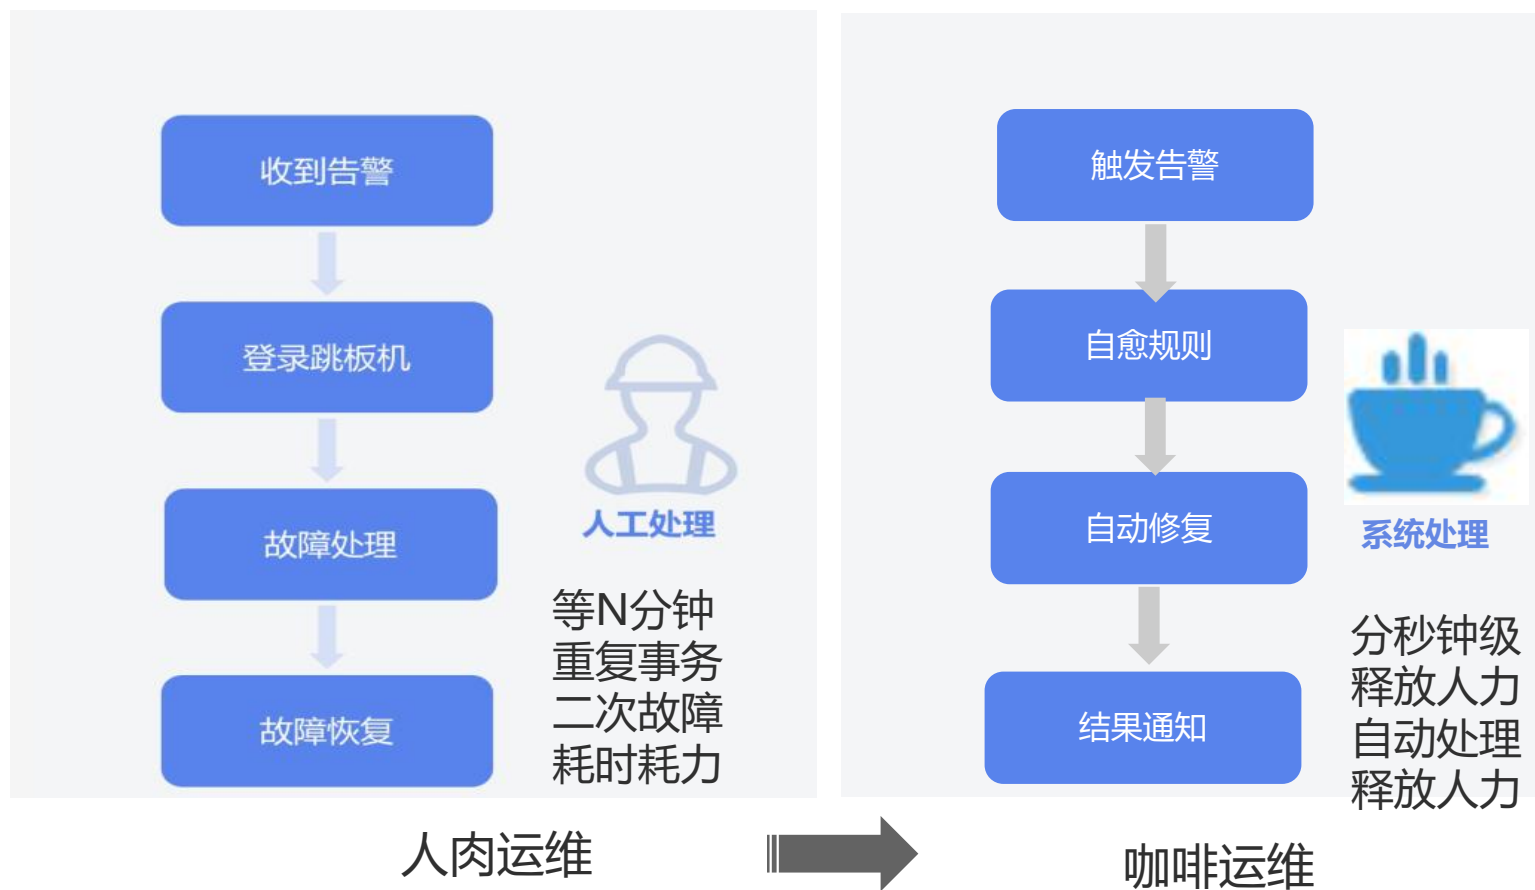 收到告警
登录跳板机
故障处理
故障恢复
人工处理
等N分钟
重复事务
二次故障
耗时耗力
人肉运维
触发告警
自愈规则
自动修复
结果通知
系统处理
分秒钟级
释放人力
自动处理
释放人力
咖啡运维